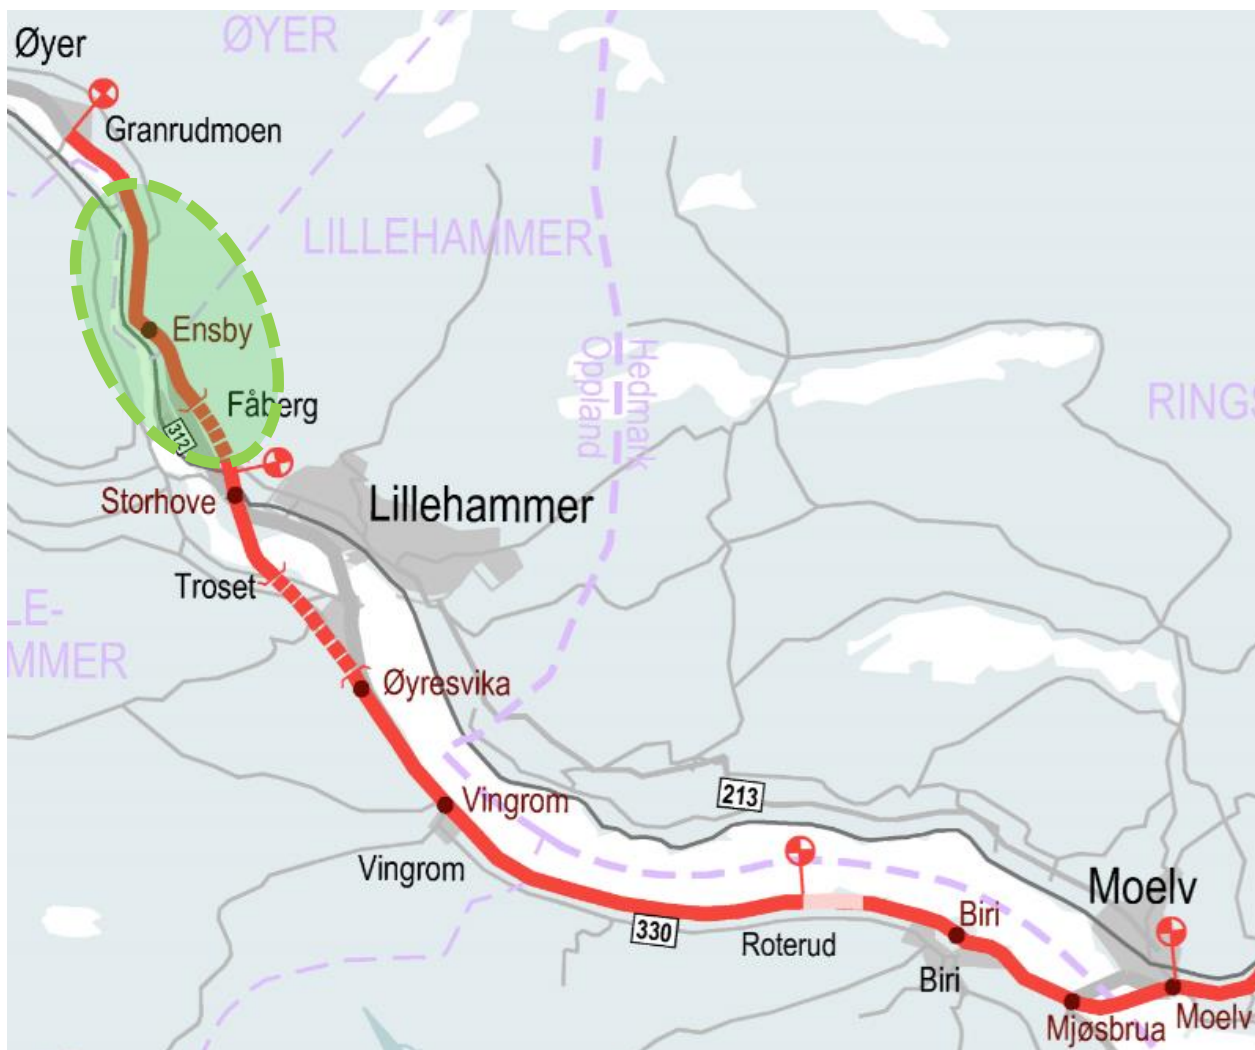 Øyer
ØYER
Granrudmoen
LILLEHAMMER
Ensby
Hedmark
Oppland
Fåberg
RINGS
312
Storhove
Lillehammer
Troset
LE-
MMER
Øyresvika
213
Vingrom
Vingrom
Moelv
330
Roterud
Biri
Biri
Mjøsbrua
Moelv